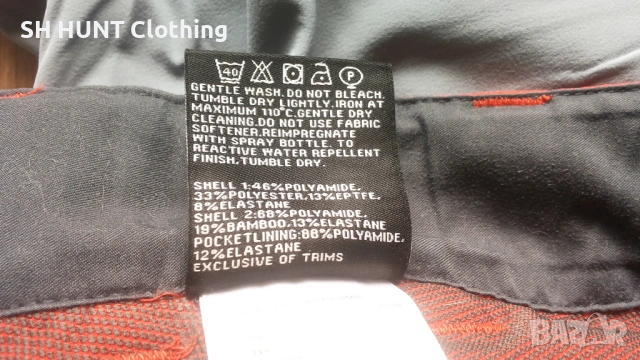 SH HUNT Clothing
40
P
GENTLE WASH.DO NOT BLEACH.
TUMBLE DRY LIGHTLY.IRON AT
MAXIMUM 110°C.GENTLE DRY
CLEANING.DO NOT USE FABRIC
SOFTENER.REIMPREGNATE
WITH SPRAY BOTTLE. TO
REACTIVE WATER REPELLENT
FINISH,TUMBLE DRY.
SHELL 1:46%POLYAMIDE,
33%POLYESTER,13%EPTFE,
8%ELASTANE
SHELL 2:68%POLYAMIDE,
19%BAMBOO,13%ELASTANE
POCKETLINING:88%POLYAMIDE,
12%ELASTANE
EXCLUSIVE OF TRIMS
BAZAR